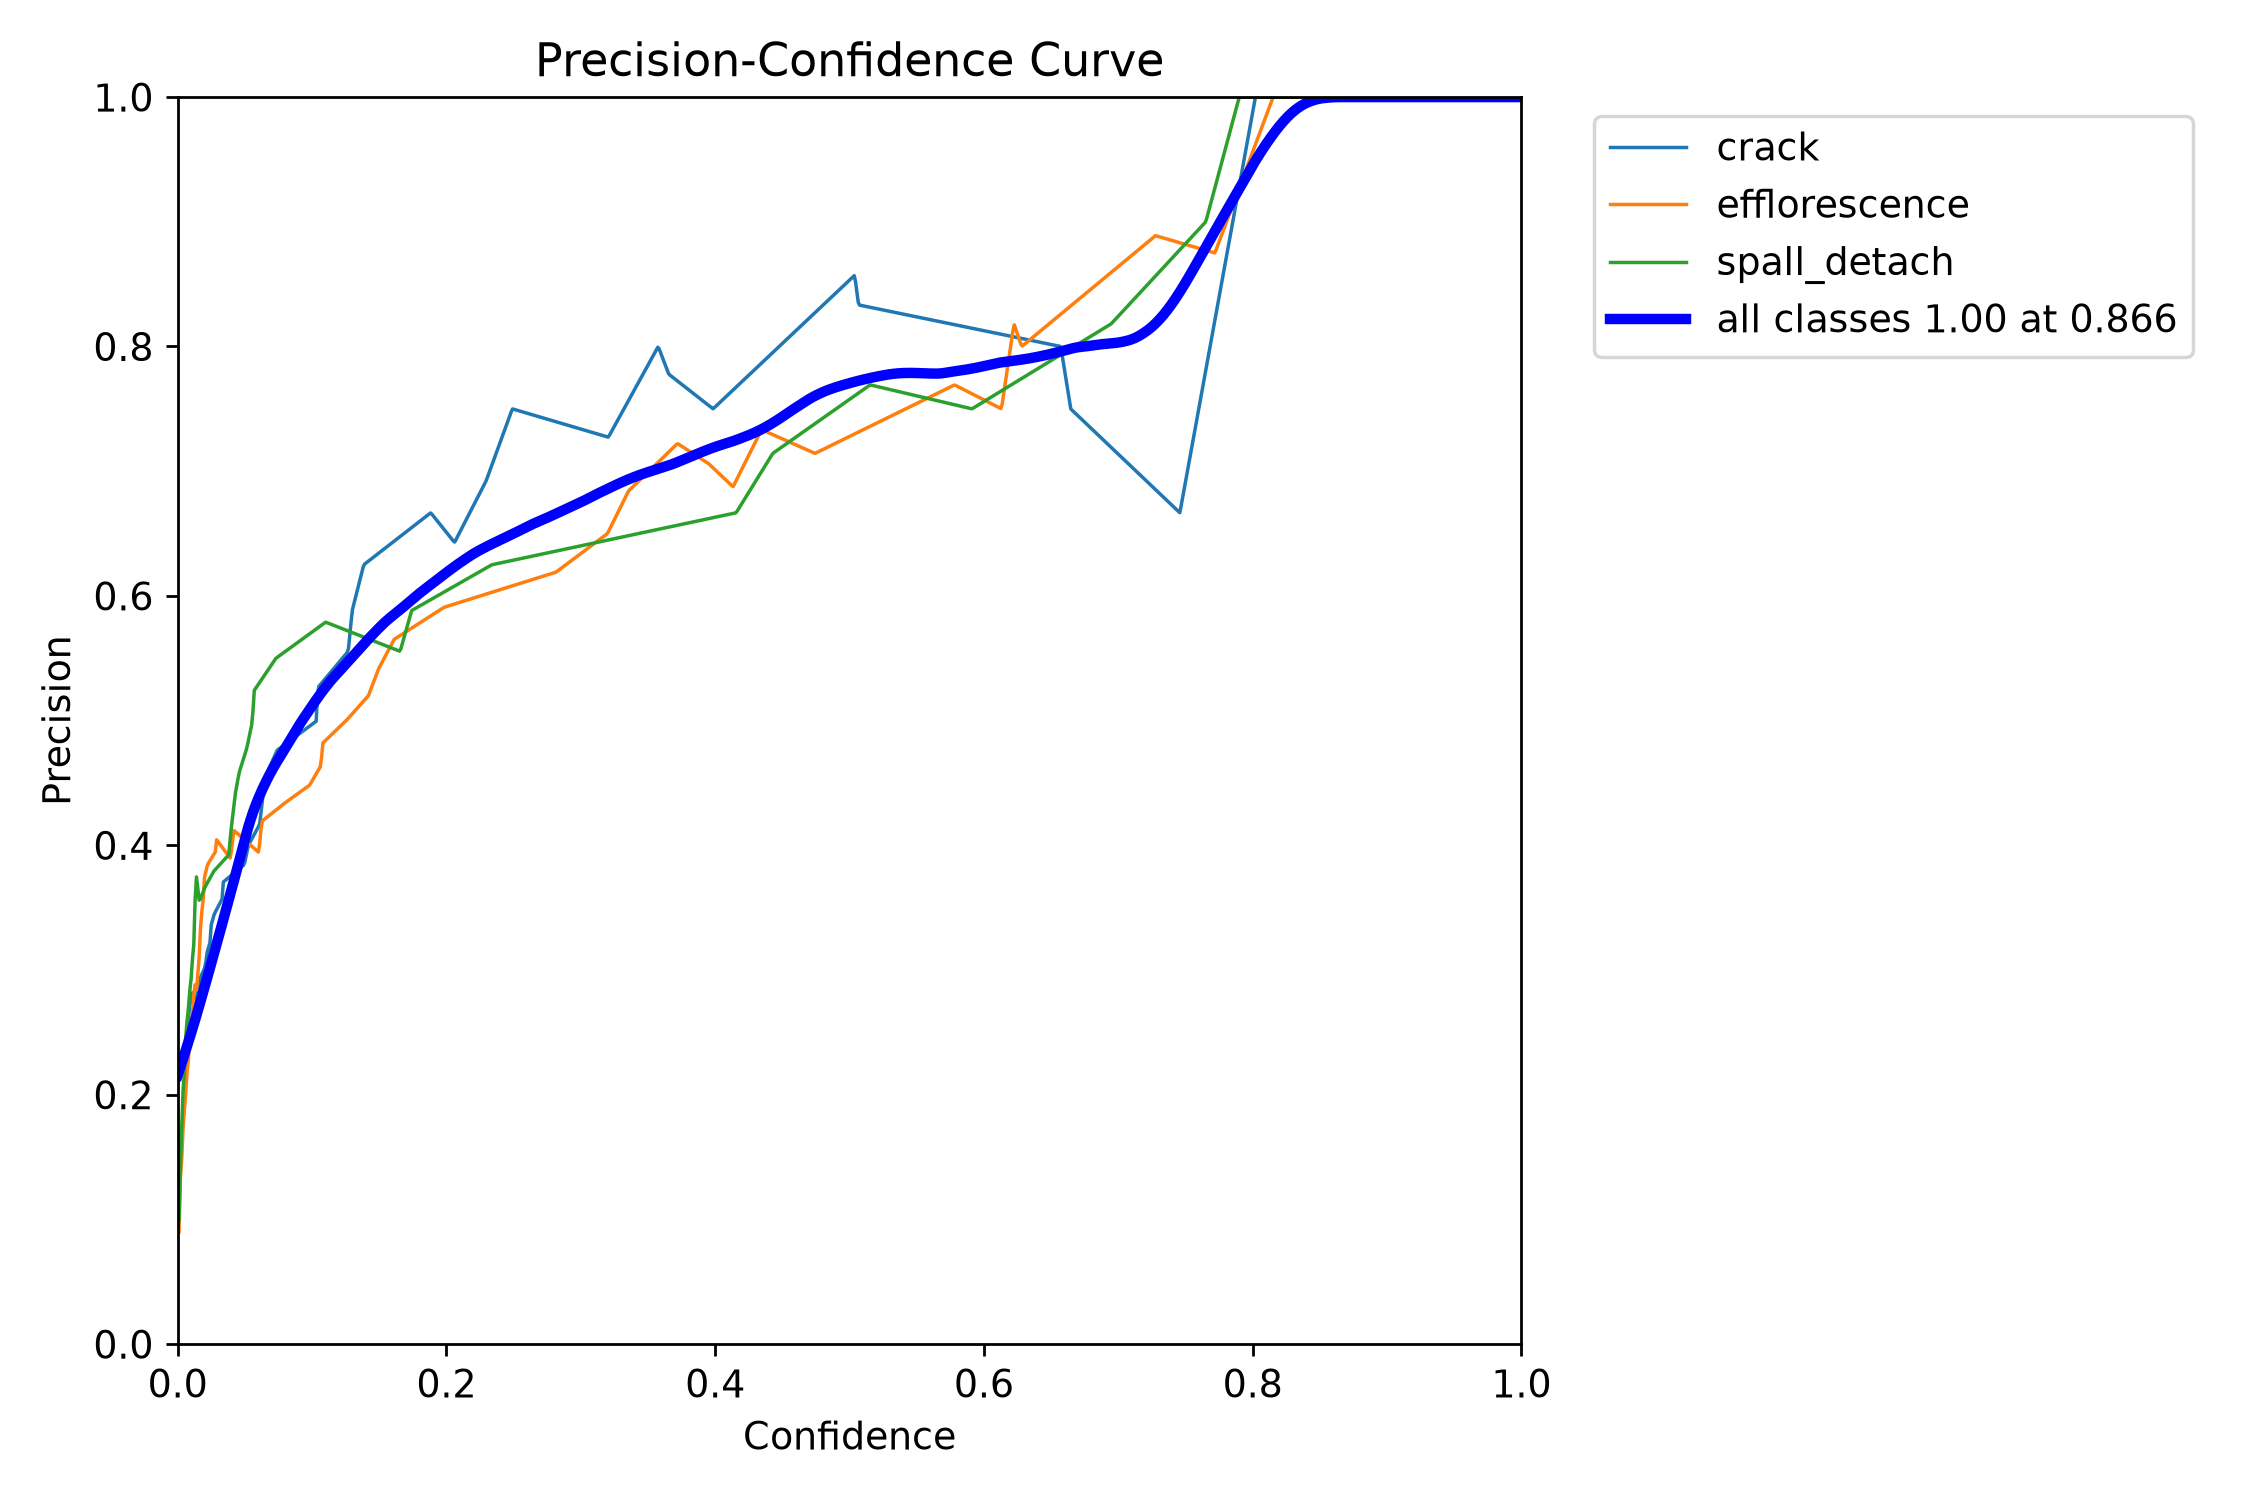 Precision-Confidence Curve
1.0
0.8
0.6
0.4
0.2
0.0
Precision
0.0 0.2 0.4 0.6 0.8 1.0
Confidence
crack
efflorescence
spall_detach
all classes 1.00 at 0.866